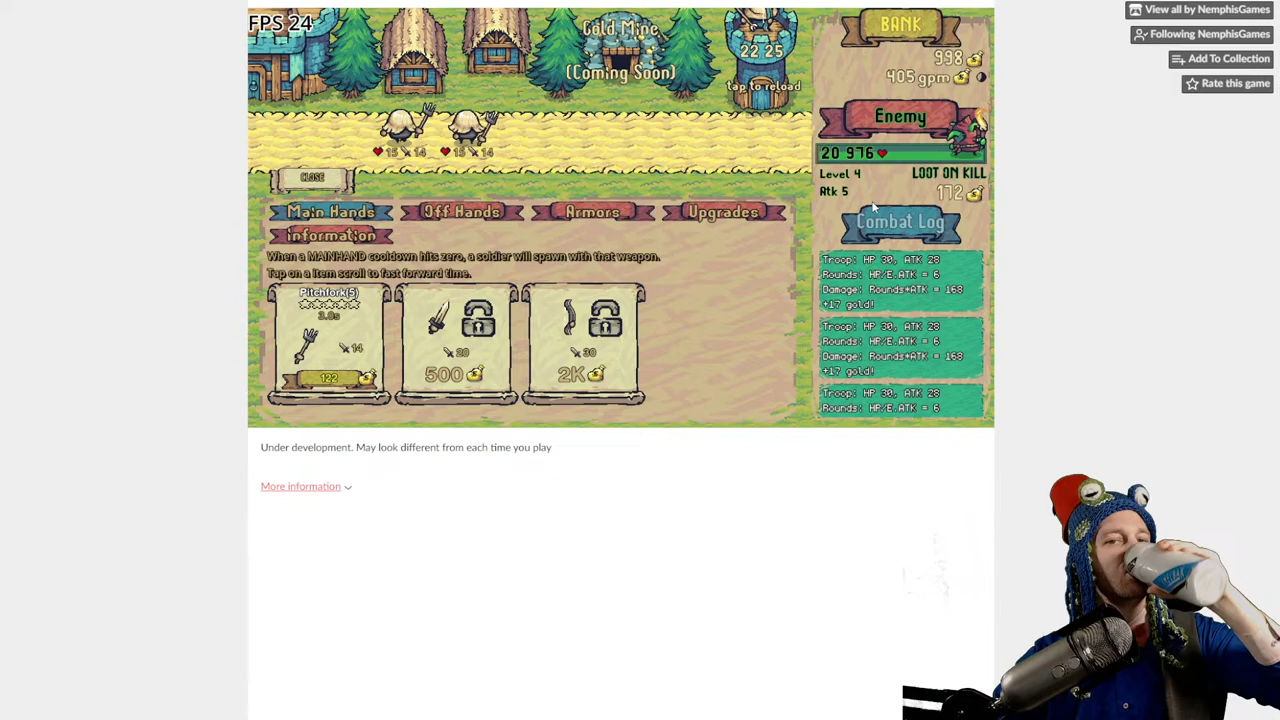 FPS 24
Gold Mine
(Coming Soon)
22 25
tap to reload
BANK
998
405 gpm
View all by NemphisGames
Following NemphisGames
Add To Collection
Rate this game
15 14
15 14
Enemy
20 976
Level 4
LOOT ON KILL
Atk 5
172
CLOSE
Main Hands
Off Hands
Armors
Upgrades
Information
Combat Log
When a MAINHAND cooldown hits zero, a soldier will spawn with that weapon.
Tap on a item scroll to fast forward time.
Pitchfork(5)
3.0s
14
122
20
500
30
2K
Troop: HP 30, ATK 28
Rounds: HP/E.ATK = 6
Damage: Rounds*ATK = 168
+17 gold!
Troop: HP 30, ATK 28
Rounds: HP/E.ATK = 6
Damage: Rounds*ATK = 168
+17 gold!
Troop: HP 30, ATK 28
Rounds: HP/E.ATK = 6
Under development. May look different from each time you play
More information